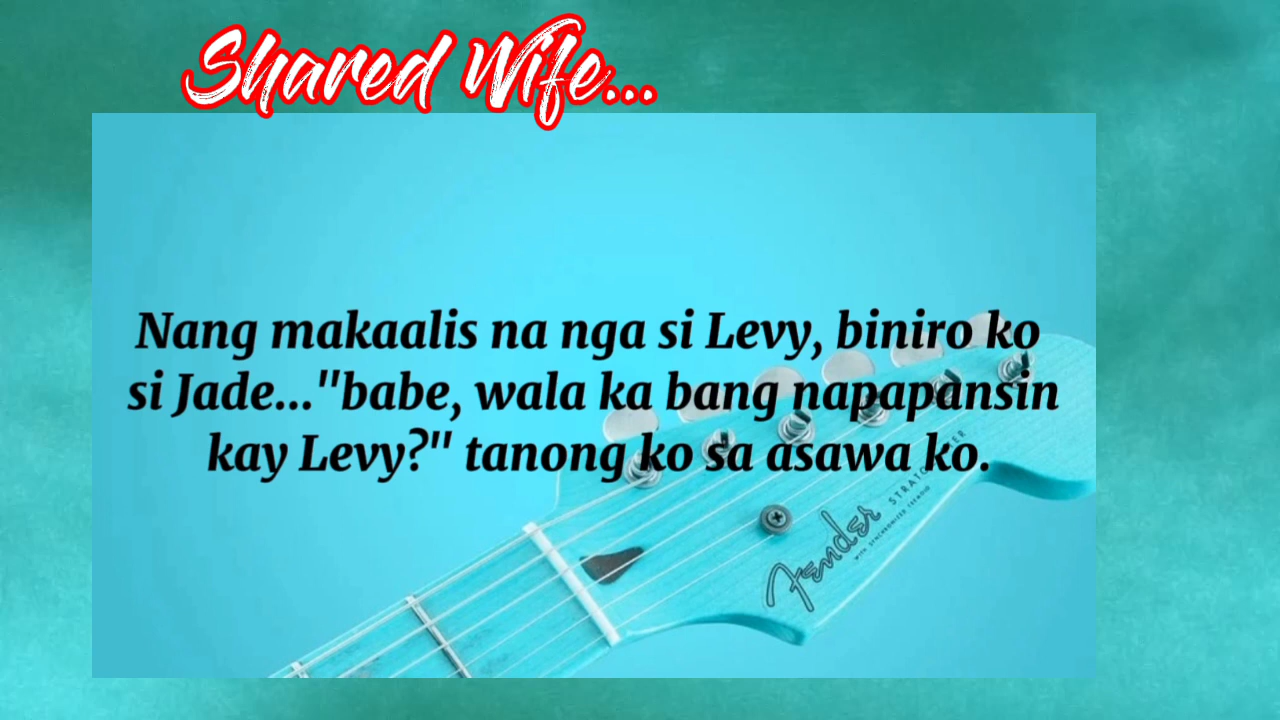 Shared Wife...
Nang makaalis na nga si Levy, biniro ko
si Jade..."babe, wala ka bang napapansin
kay Levy?" tanong ko sa asawa ko.
Fender